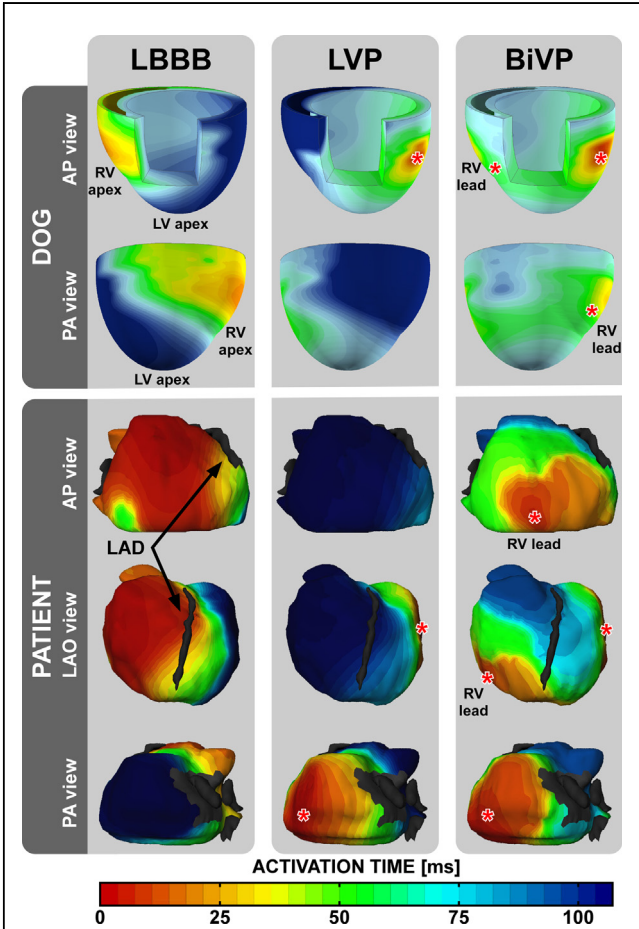 LBBB
LVP
BiVP
DOG
AP view
RV
apex
LV apex
*
RV
lead
*
*
PA view
RV
apex
LV apex
*
RV
lead
PATIENT
AP view
LAD
*
RV lead
LAO view
*
*
*
RV
lead
PA view
*
*
ACTIVATION TIME [ms]
0
25
50
75
100